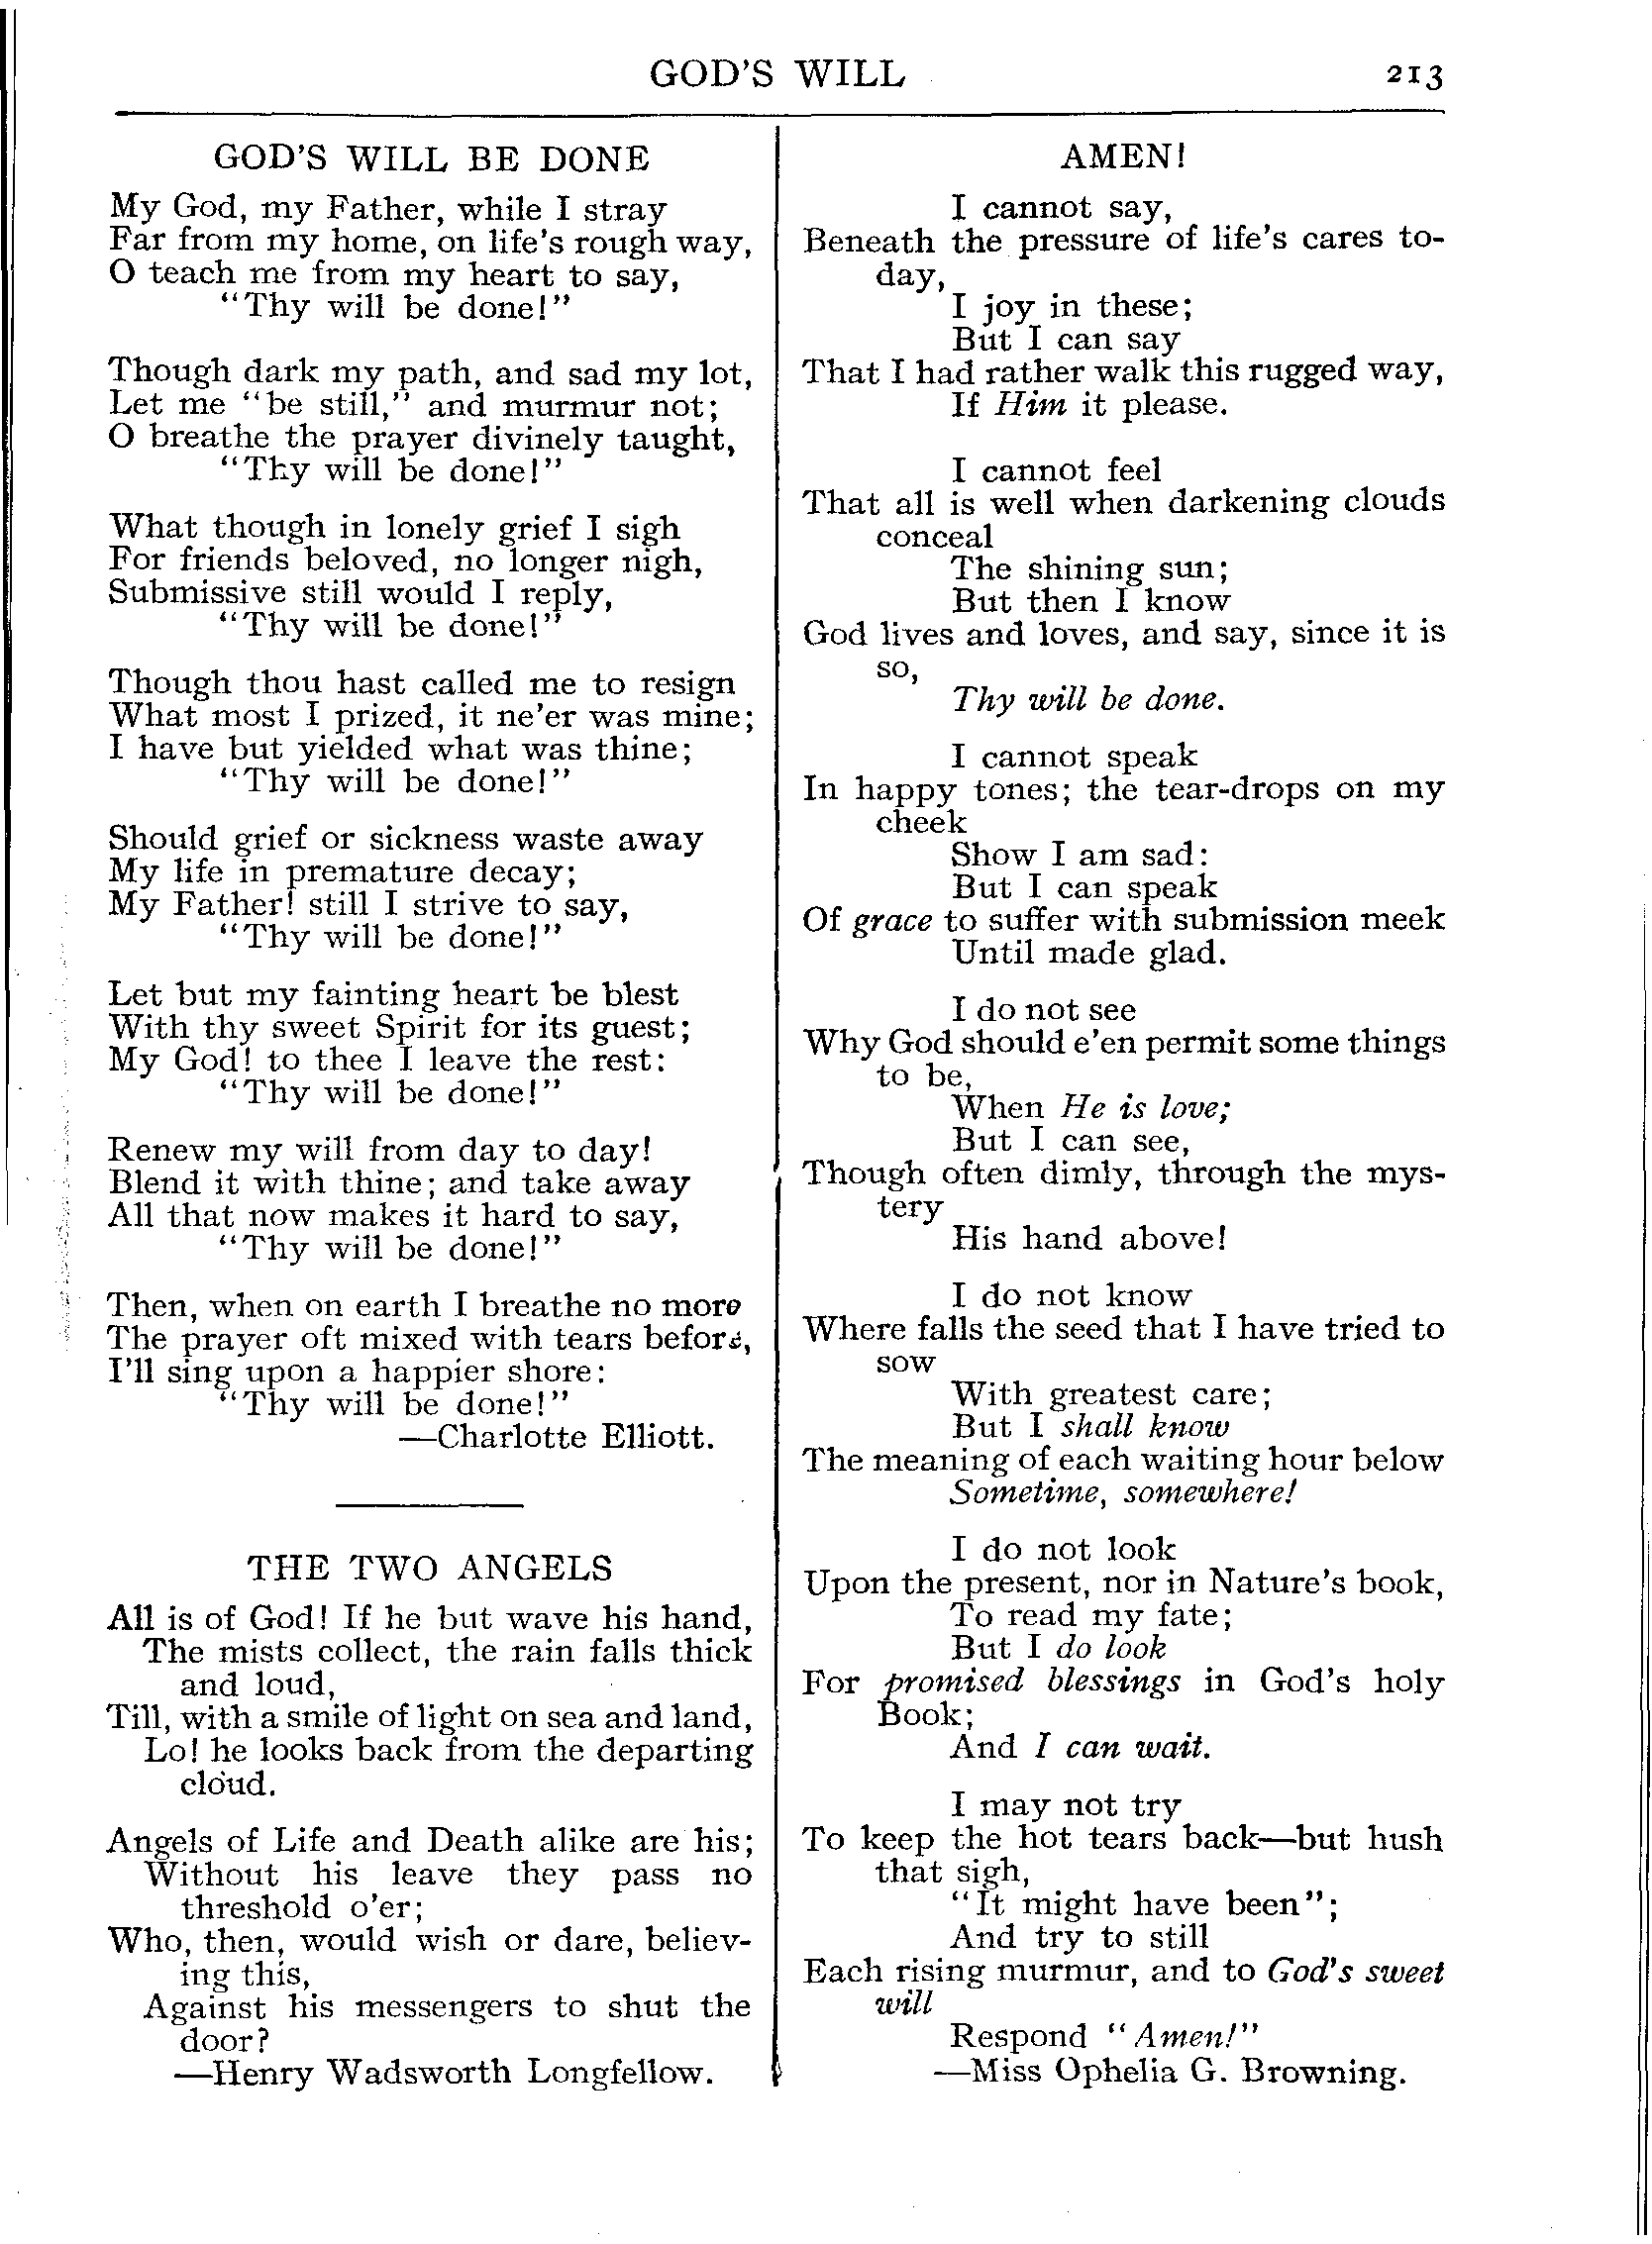 GOD'S WILL 213
GOD'S WILL BE DONE
My God, my Father, while I stray
Far from my home, on life's rough way,
O teach me from my heart to say,
"Thy will be done!"
Though dark my path, and sad my lot,
Let me "be still," and murmur not;
O breathe the prayer divinely taught,
"Thy will be done!"
What though in lonely grief I sigh
For friends beloved, no longer nigh,
Submissive still would I reply,
"Thy will be done!"
Though thou hast called me to resign
What most I prized, it ne'er was mine;
I have but yielded what was thine;
"Thy will be done!"
Should grief or sickness waste away
My life in premature decay;
My Father! still I strive to say,
"Thy will be done!"
Let but my fainting heart be blest
With thy sweet Spirit for its guest;
My God! to thee I leave the rest:
"Thy will be done!"
Renew my will from day to day!
Blend it with thine; and take away
All that now makes it hard to say,
"Thy will be done!"
Then, when on earth I breathe no more
The prayer oft mixed with tears before,
I'll sing upon a happier shore:
"Thy will be done!"
—Charlotte Elliott.
THE TWO ANGELS
All is of God! If he but wave his hand,
The mists collect, the rain falls thick
and loud,
Till, with a smile of light on sea and land,
Lo! he looks back from the departing
cloud.
Angels of Life and Death alike are his;
Without his leave they pass no
threshold o'er;
Who, then, would wish or dare, believ-
ing this,
Against his messengers to shut the
door?
—Henry Wadsworth Longfellow.
AMEN!
I cannot say,
Beneath the pressure of life's cares to-
day,
I joy in these;
But I can say
That I had rather walk this rugged way,
If Him it please.
I cannot feel
That all is well when darkening clouds
conceal
The shining sun;
But then I know
God lives and loves, and say, since it is
so,
Thy will be done.
I cannot speak
In happy tones; the tear-drops on my
cheek
Show I am sad:
But I can speak
Of grace to suffer with submission meek
Until made glad.
I do not see
Why God should e'en permit some things
to be,
When He is love;
But I can see,
Though often dimly, through the mys-
tery
His hand above!
I do not know
Where falls the seed that I have tried to
sow
With greatest care;
But I shall know
The meaning of each waiting hour below
Sometime, somewhere!
I do not look
Upon the present, nor in Nature's book,
To read my fate;
But I do look
For promised blessings in God's holy
Book;
And I can wait.
I may not try
To keep the hot tears back—but hush
that sigh,
"It might have been";
And try to still
Each rising murmur, and to God's sweet
will
Respond "Amen!"
—Miss Ophelia G. Browning.